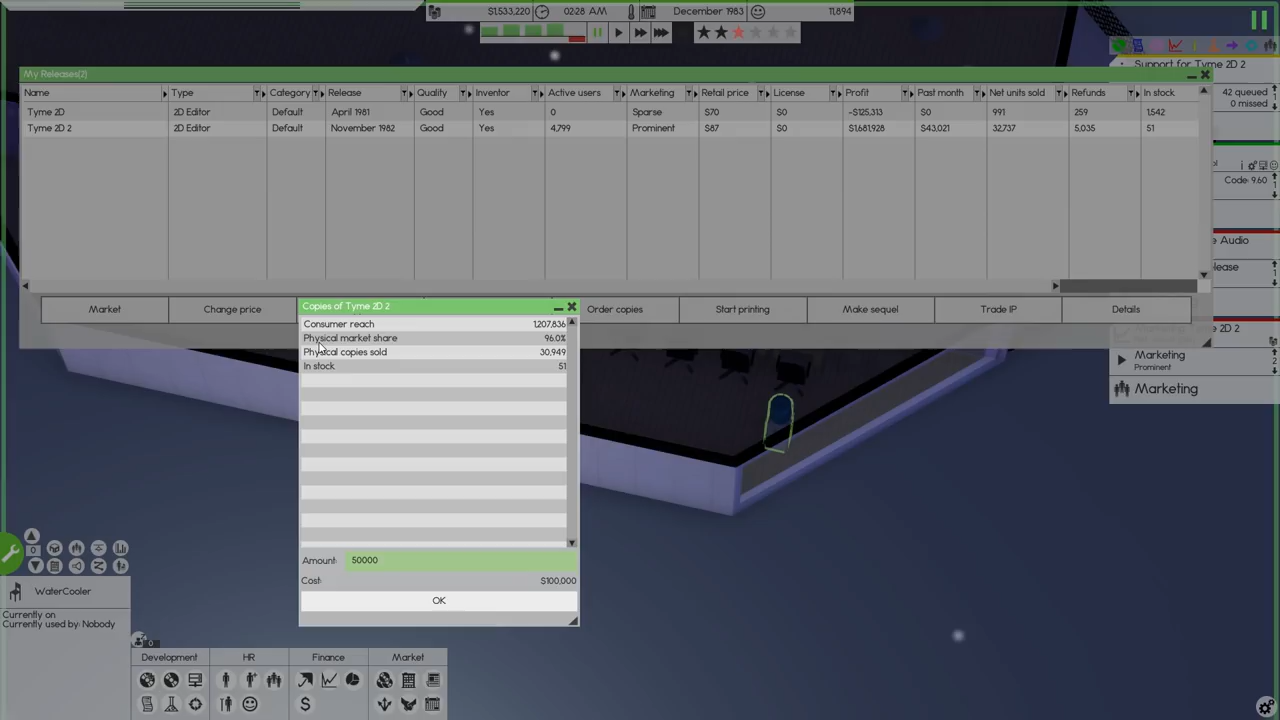 $1,533,220 0228 AM December 1983 11,894
My Releases(2)
Support for Tyme 2D 2
Name Type Category Release Quality Inventor Active users Marketing Retail price License Profit Past month Net units sold Refunds In stock
42 queued
0 missed
Tyme 2D 2D Editor Default April 1981 Good Yes 0 Sparse $70 $0 -$125,313 $0 991 259 1,542
Tyme 2D 2 2D Editor Default November 1982 Good Yes 4,799 Prominent $87 $0 $1,681,928 $43,021 32,737 5,035 51
Code: 9.60
Audio
lease
Copies of Tyme 2D 2
Market Change price Order copies Start printing Make sequel Trade IP Details
Consumer reach 1,207,836
Physical market share 96.0%
Physical copies sold 30,949
In stock 51
2D 2
Marketing
Prominent
Marketing
Amount: 50000
Cost: $100,000
OK
0
WaterCooler
Currently on
Currently used by: Nobody
Development HR Finance Market